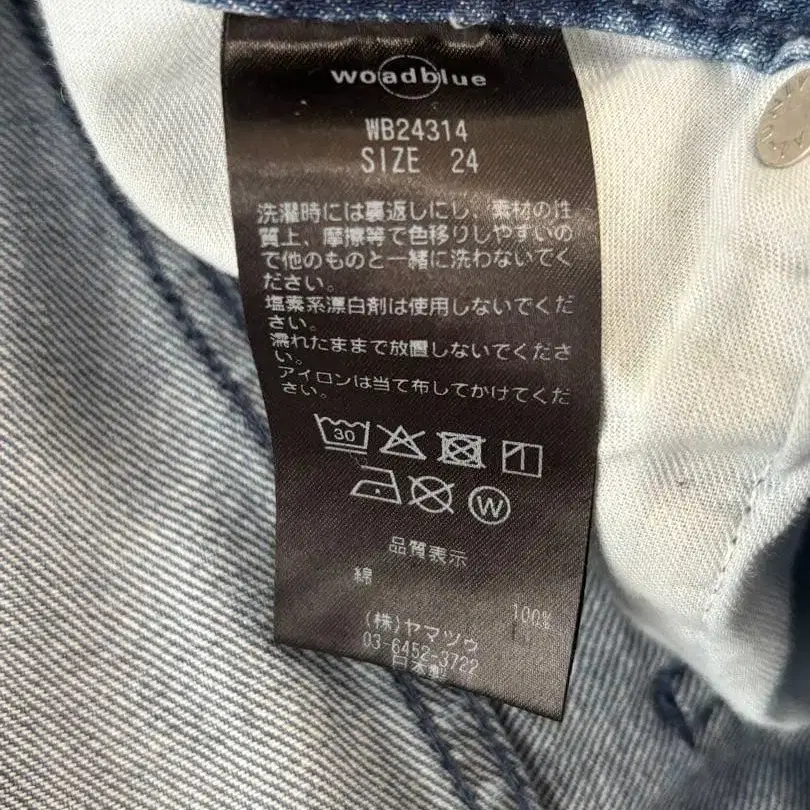 woadblue
WB24314
SIZE 24
洗濯時には裏返しにし、素材の性
質上、摩擦等で色移りしやすいの
で他のものと一緒に洗わないでく
ださい。
塩素系漂白剤は使用しないでくだ
さい。
濡れたままで放置しないでくださ
い。
アイロンは当て布してかけてくだ
さい。
30
W
品質表示
綿
100%
(株)ヤマツゥ
03-6452-3722
日本製